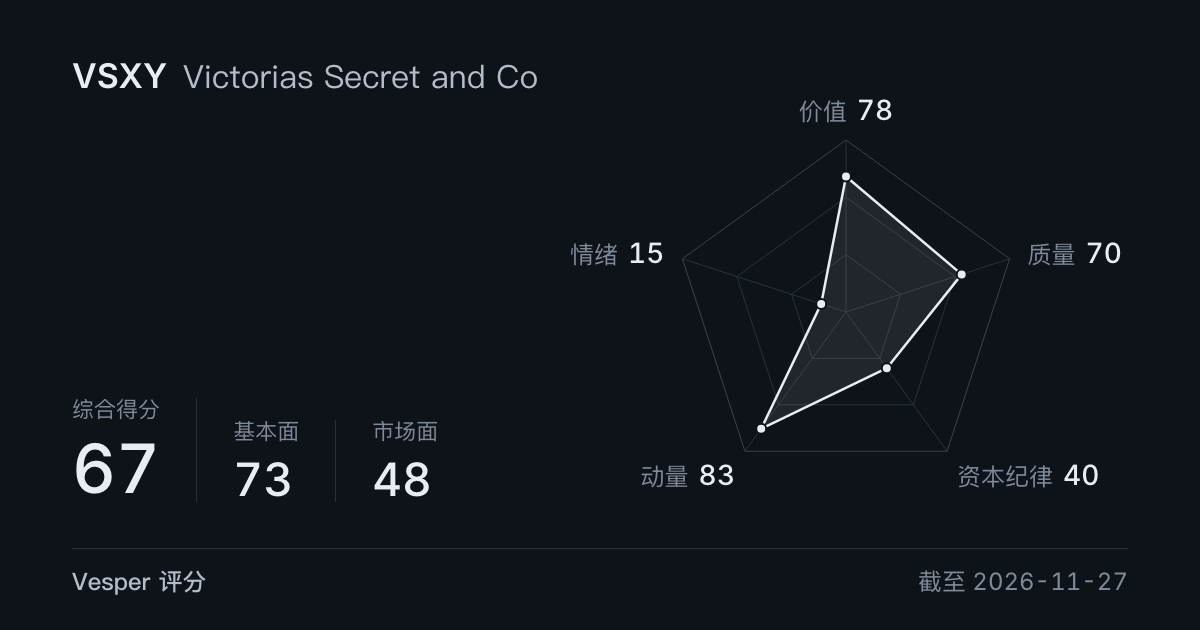 VSXY Victorias Secret and Co
价值 78
情绪 15
质量 70
动量 83
资本纪律 40
综合得分
67
基本面
73
市场面
48
Vesper 评分
截至 2026-11-27